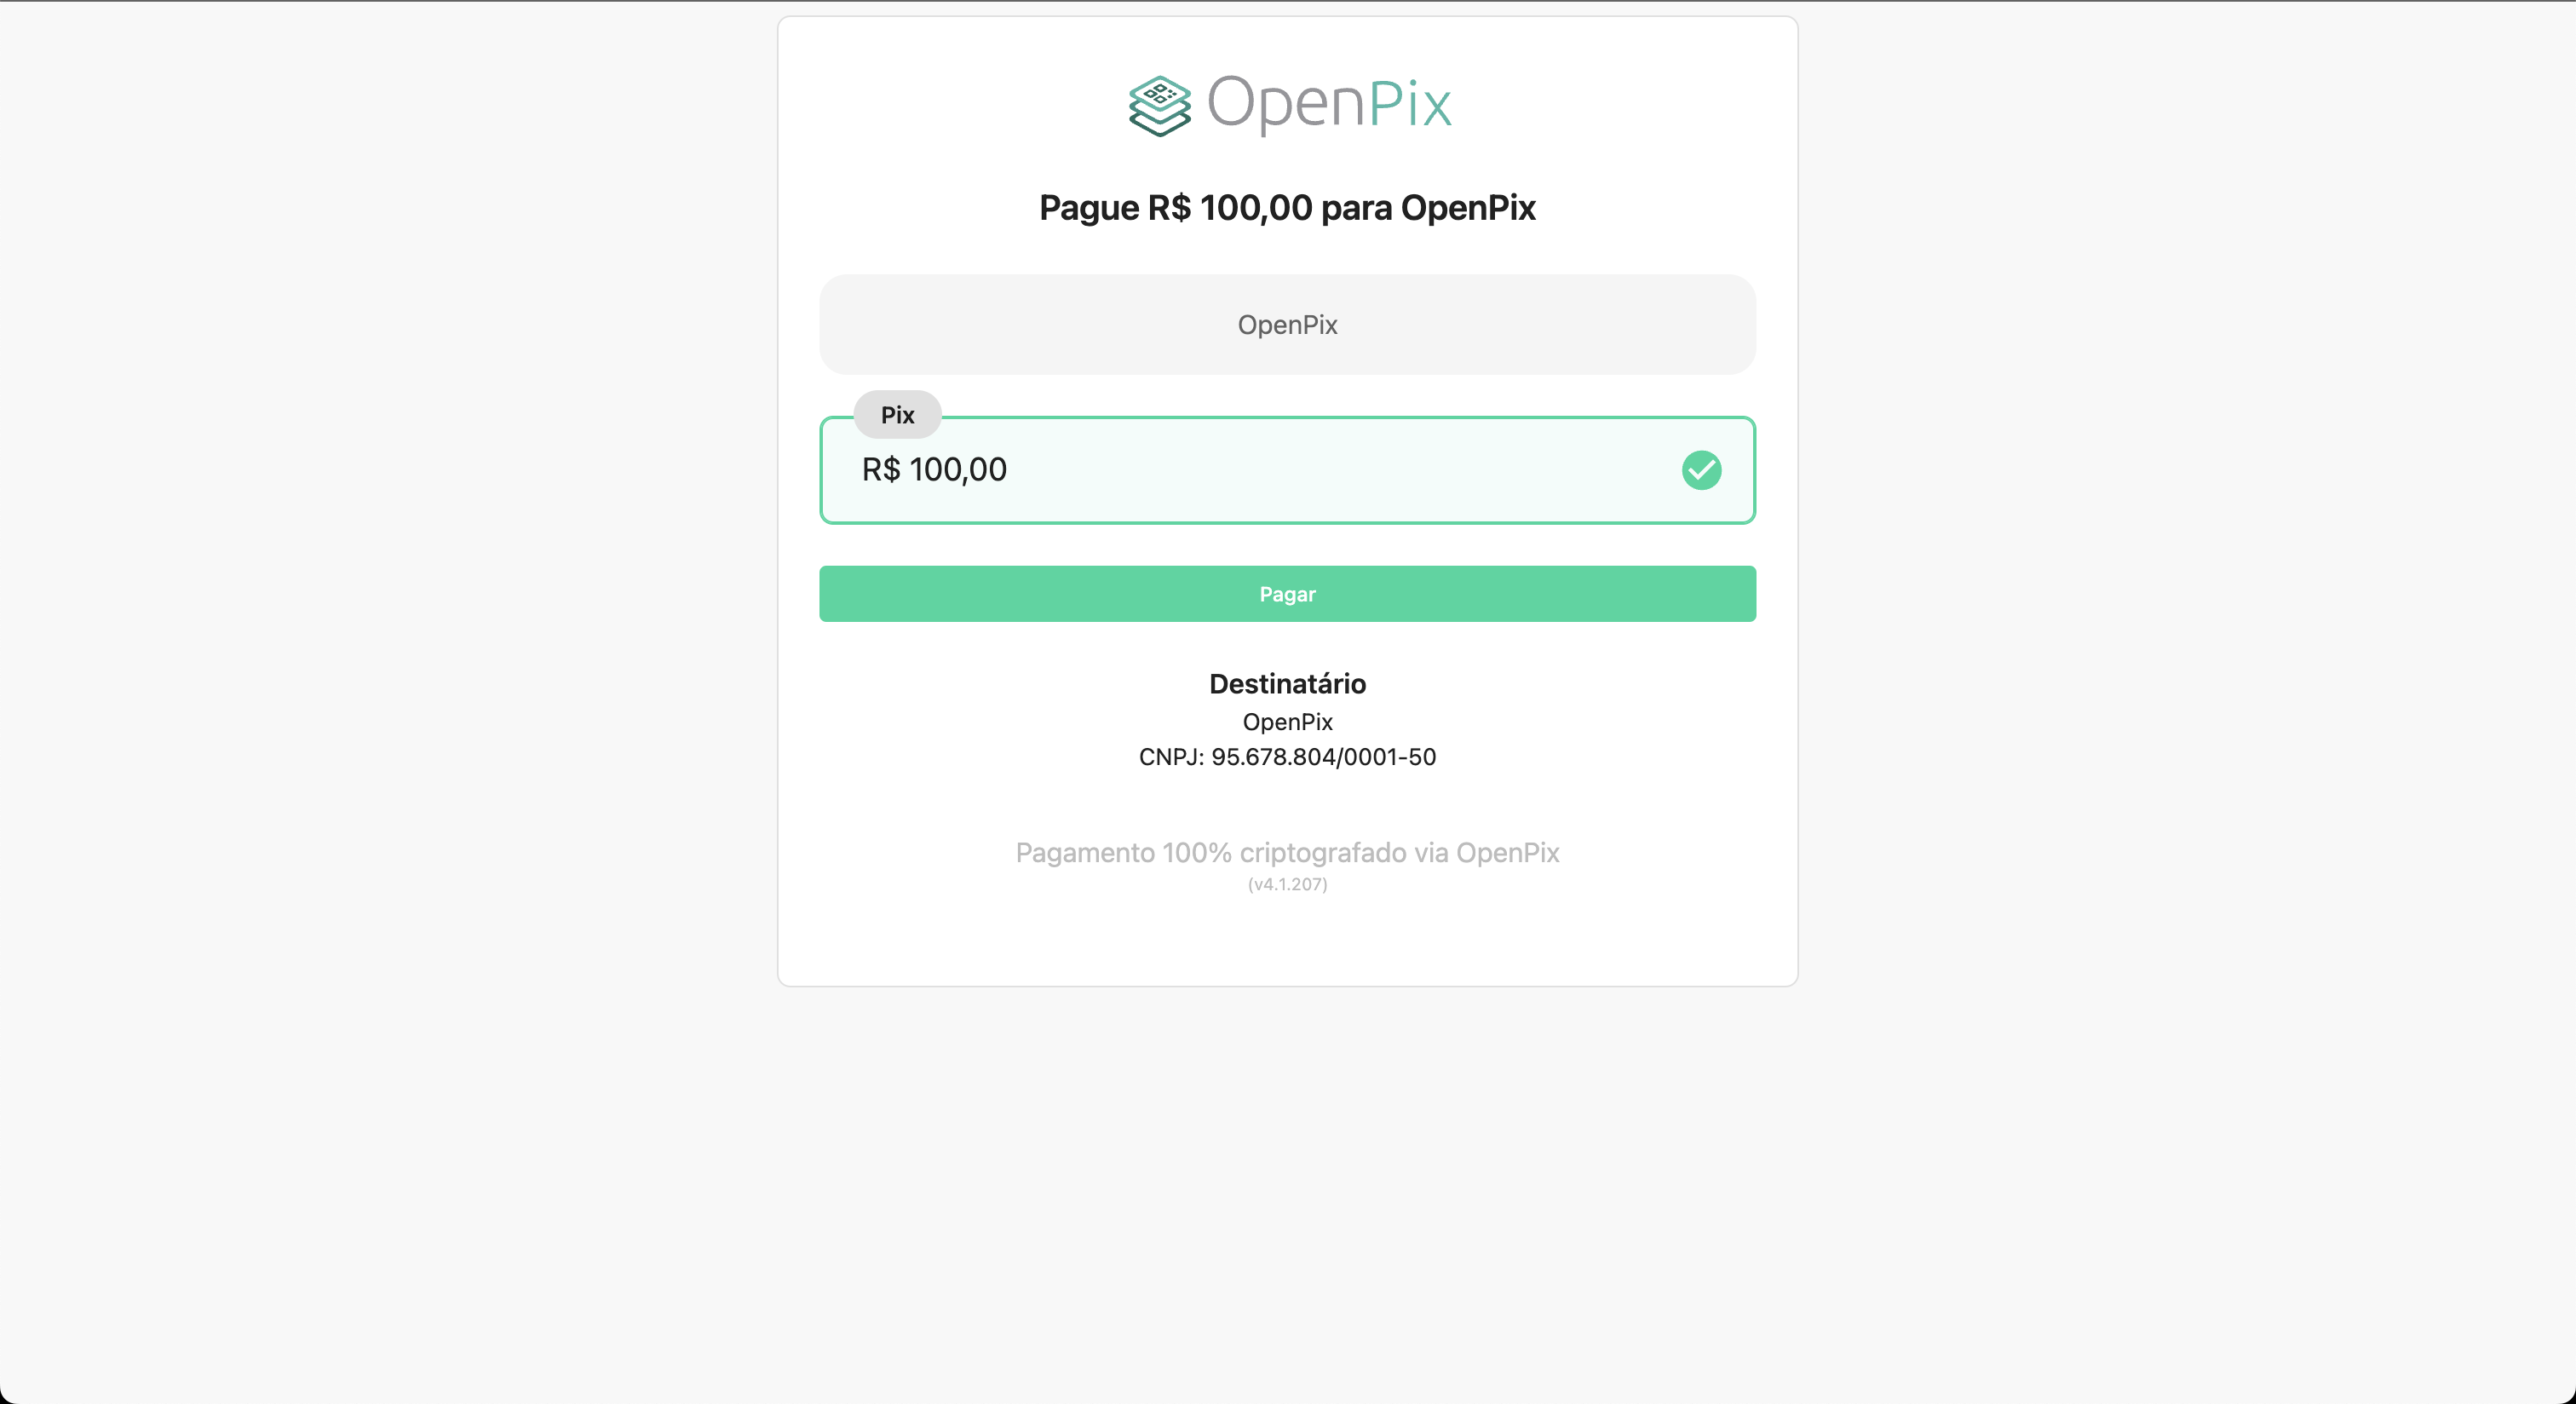 OpenPix
Pague R$ 100,00 para OpenPix
OpenPix
Pix
R$ 100,00
Pagar
Destinatário
OpenPix
CNPJ: 95.678.804/0001-50
Pagamento 100% criptografado via OpenPix
(v4.1.207)